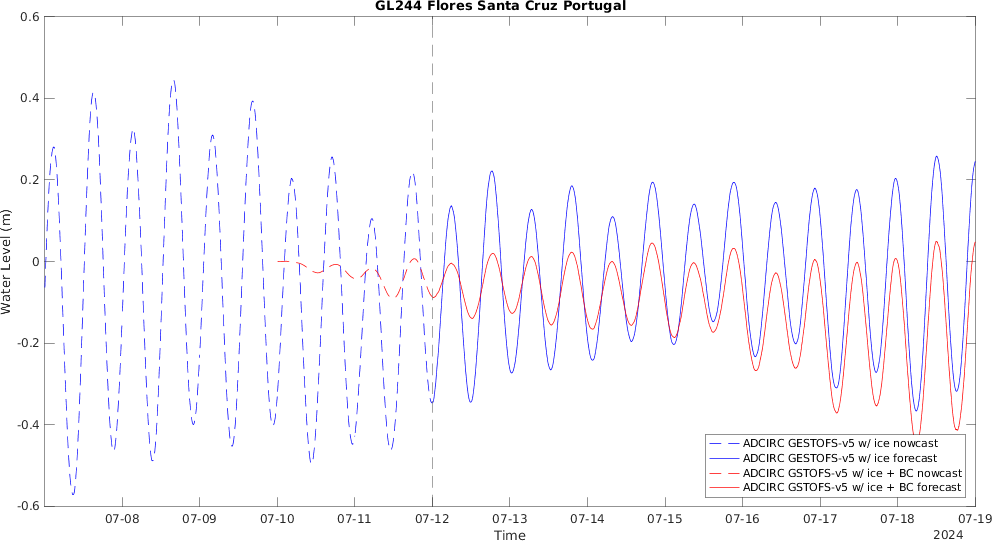 GL244 Flores Santa Cruz Portugal
0.6
0.4
0.2
0
-0.2
-0.4
-0.6
Water Level (m)
ADCIRC GESTOFS-v5 w/ ice nowcast
ADCIRC GESTOFS-v5 w/ ice forecast
ADCIRC GSTOFS-v5 w/ ice + BC nowcast
ADCIRC GSTOFS-v5 w/ ice + BC forecast
07-08 07-09 07-10 07-11 07-12 07-13 07-14 07-15 07-16 07-17 07-18 07-19
Time
2024